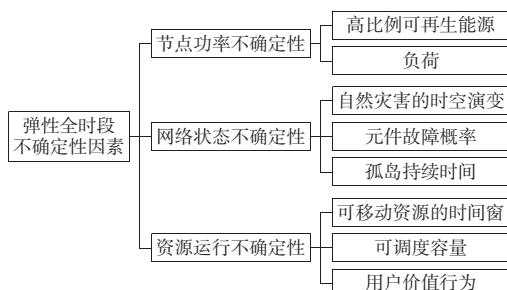 弹性全时段
不确定性因素
节点功率不确定性
高比例可再生能源
负荷
网络状态不确定性
自然灾害的时空演变
元件故障概率
孤岛持续时间
资源运行不确定性
可移动资源的时间窗
可调度容量
用户价值行为